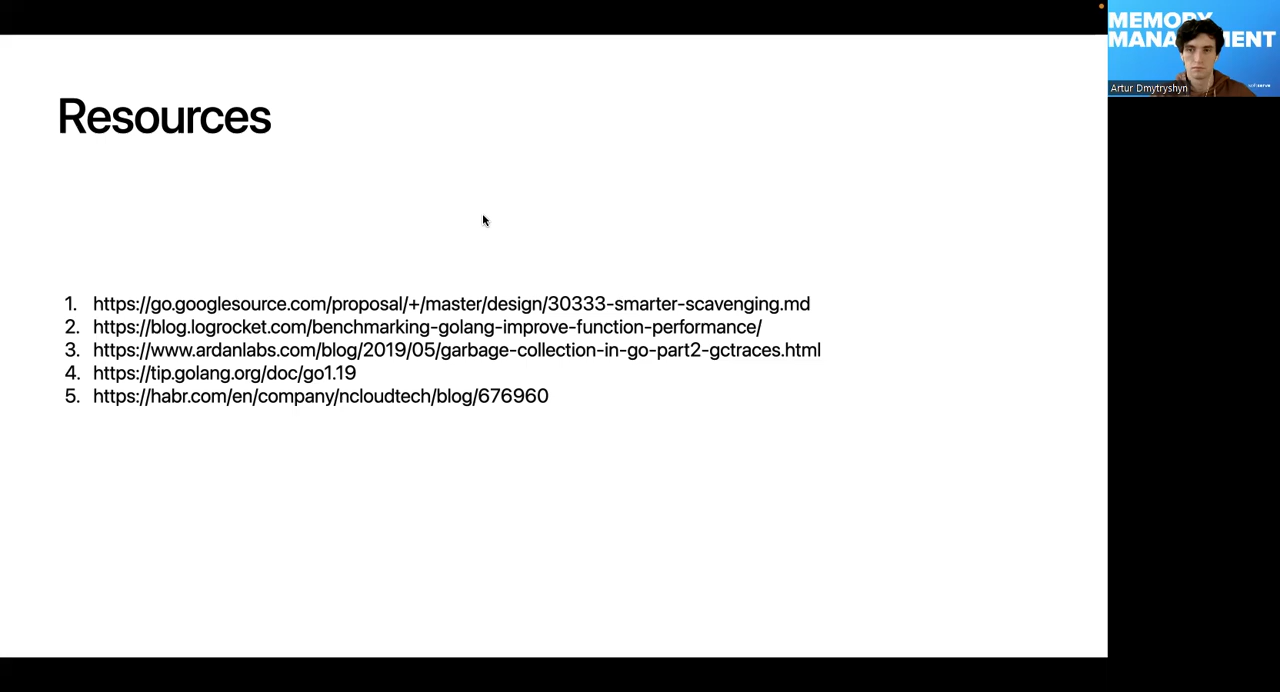 Resources
1. https://go.googlesource.com/proposal/+/master/design/30333-smarter-scavenging.md
2. https://blog.logrocket.com/benchmarking-golang-improve-function-performance/
3. https://www.ardanlabs.com/blog/2019/05/garbage-collection-in-go-part2-gctraces.html
4. https://tip.golang.org/doc/go1.19
5. https://habr.com/en/company/ncloudtech/blog/676960
MEMORY
MANAGEMENT
Artur Dmytryshyn